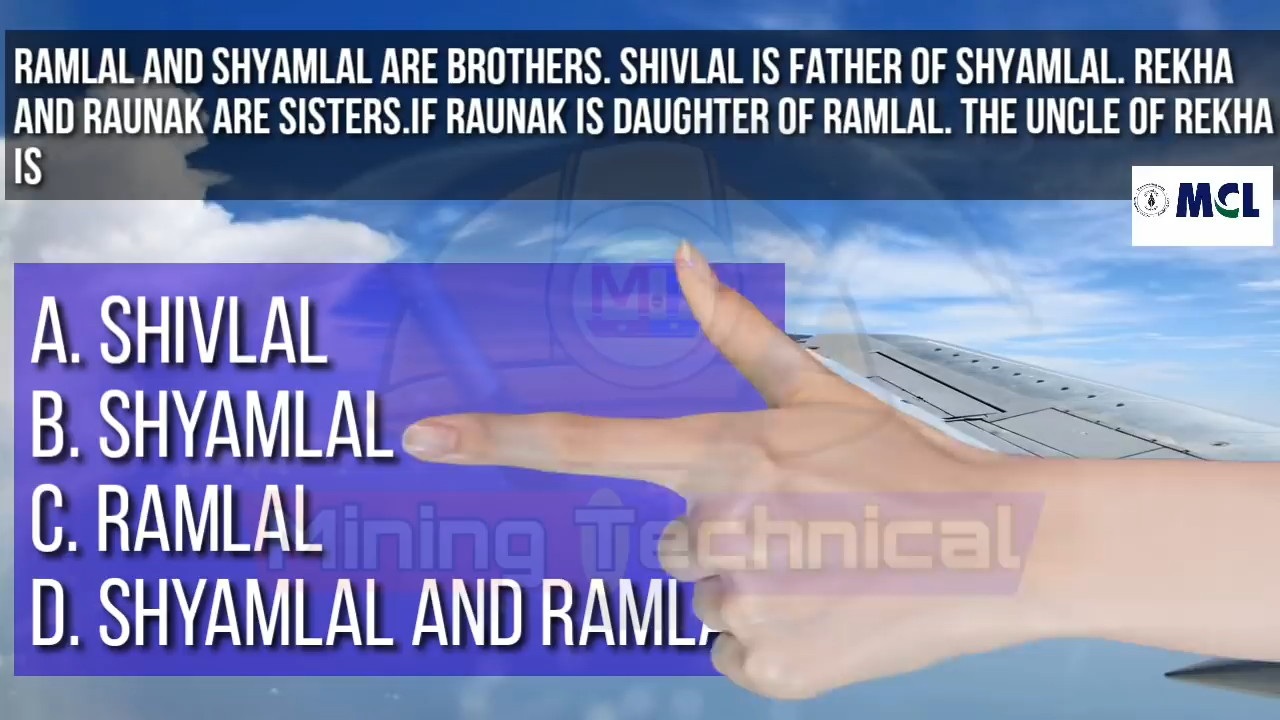 RAMLAL AND SHYAMLAL ARE BROTHERS. SHIVLAL IS FATHER OF SHYAMLAL. REKHA
AND RAUNAK ARE SISTERS.IF RAUNAK IS DAUGHTER OF RAMLAL. THE UNCLE OF REKHA
IS
MCL
A. SHIVLAL
B. SHYAMLAL
C. RAMLAL
Mining Technical
D. SHYAMLAL AND